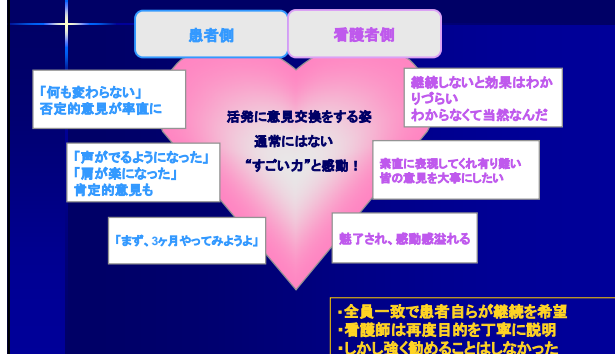 患者側
看護者側
「何も変わらない」
否定的意見が率直に
継続しないと効果はわか
りづらい
わからなくて当然なんだ
活発に意見交換をする姿
通常にはない
“すごい力”と感動！
「声がでるようになった」
「肩が楽になった」
肯定的意見も
素直に表現してくれ有り難い
皆の意見を大事にしたい
「まず、3ヶ月やってみようよ」
魅了され、感動感溢れる
・全員一致で患者自らが継続を希望
・看護師は再度目的を丁寧に説明
・しかし強く勧めることはしなかった